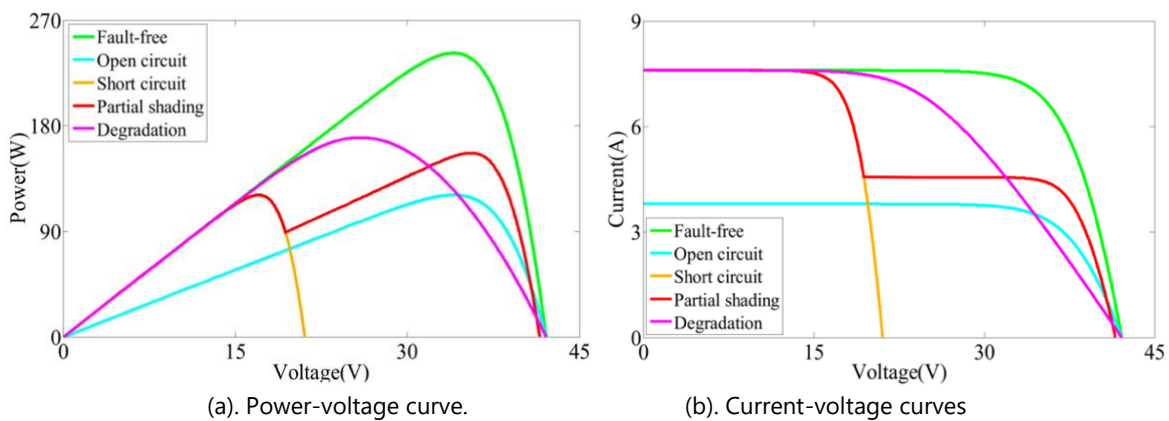 270
180
90
0
Power(W)
Fault-free
Open circuit
Short circuit
Partial shading
Degradation
0 15 30 45
Voltage(V)
(a). Power-voltage curve.
9
6
3
0
Current(A)
Fault-free
Open circuit
Short circuit
Partial shading
Degradation
0 15 30 45
Voltage(V)
(b). Current-voltage curves